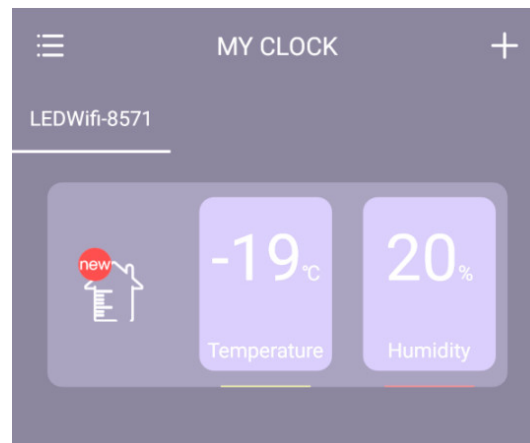 MY CLOCK
LEDWifi-8571
new
-19℃
20%
Temperature
Humidity